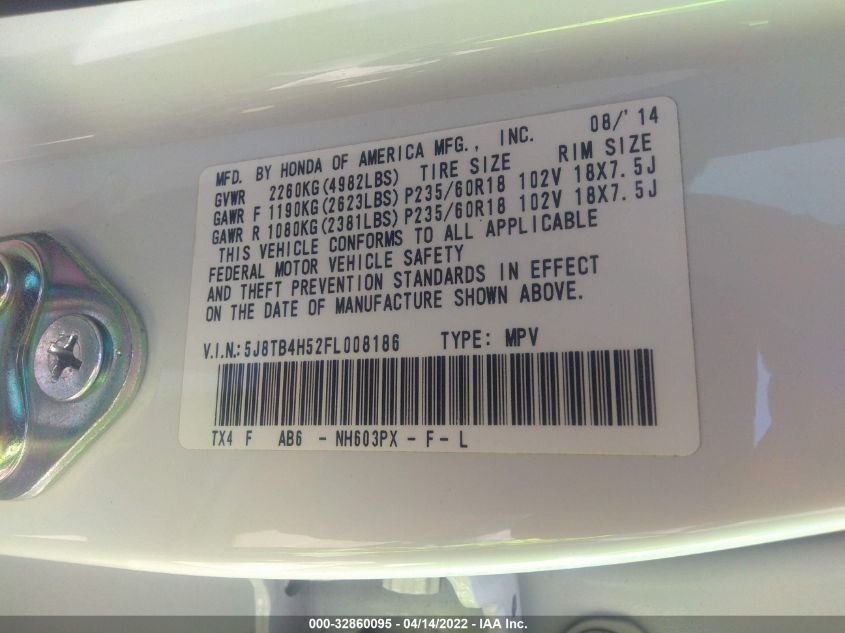 MFD. BY HONDA OF AMERICA MFG., INC. 08/'14
GVWR 2260KG(4982LBS) TIRE SIZE RIM SIZE
GAWR F 1190KG(2623LBS) P235/60R18 102V 18X7.5J
GAWR R 1080KG(2381LBS) P235/60R18 102V 18X7.5J
THIS VEHICLE CONFORMS TO ALL APPLICABLE
FEDERAL MOTOR VEHICLE SAFETY
AND THEFT PREVENTION STANDARDS IN EFFECT
ON THE DATE OF MANUFACTURE SHOWN ABOVE.
V.I.N.: 5J8TB4H52FL008186 TYPE: MPV
TX4 F AB6 - NH603PX - F - L
000-32860095 - 04/14/2022 - IAA Inc.